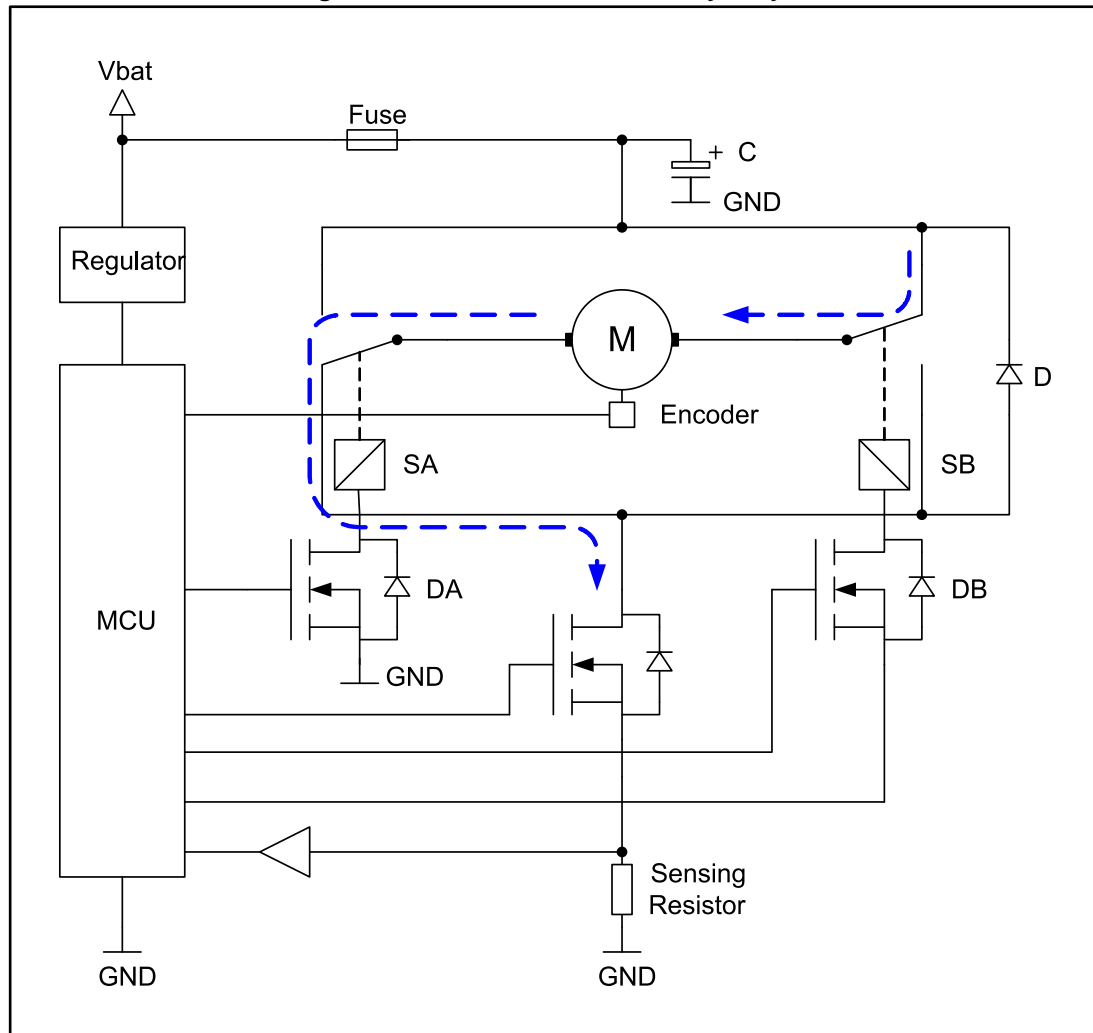 Vbat
Fuse
+ C
GND
Regulator
M
D
Encoder
SA
SB
MCU
DA
DB
GND
Sensing
Resistor
GND
GND